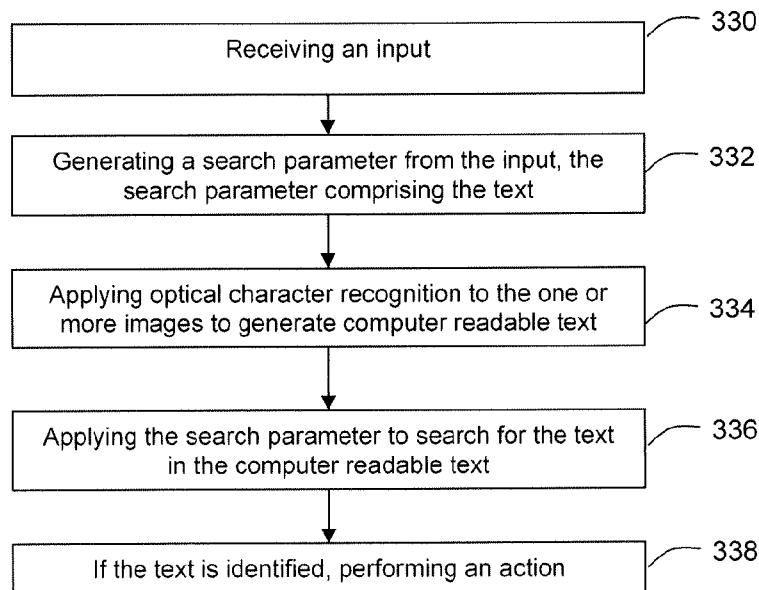 Receiving an input
330
Generating a search parameter from the input, the
search parameter comprising the text
332
Applying optical character recognition to the one or
more images to generate computer readable text
334
Applying the search parameter to search for the text
in the computer readable text
336
If the text is identified, performing an action
338